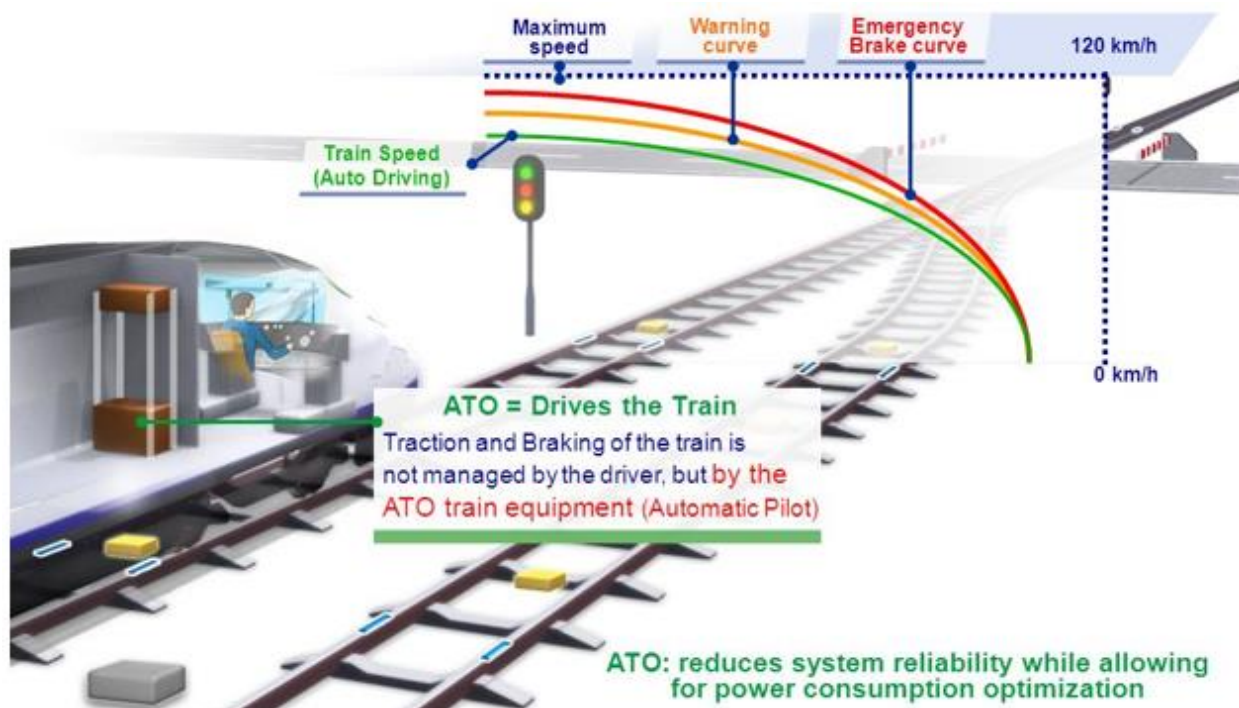 Maximum
speed
Warning
curve
Emergency
Brake curve
120 km/h
Train Speed
(Auto Driving)
0 km/h
ATO = Drives the Train
Traction and Braking of the train is
not managed by the driver, but by the
ATO train equipment (Automatic Pilot)
ATO: reduces system reliability while allowing
for power consumption optimization